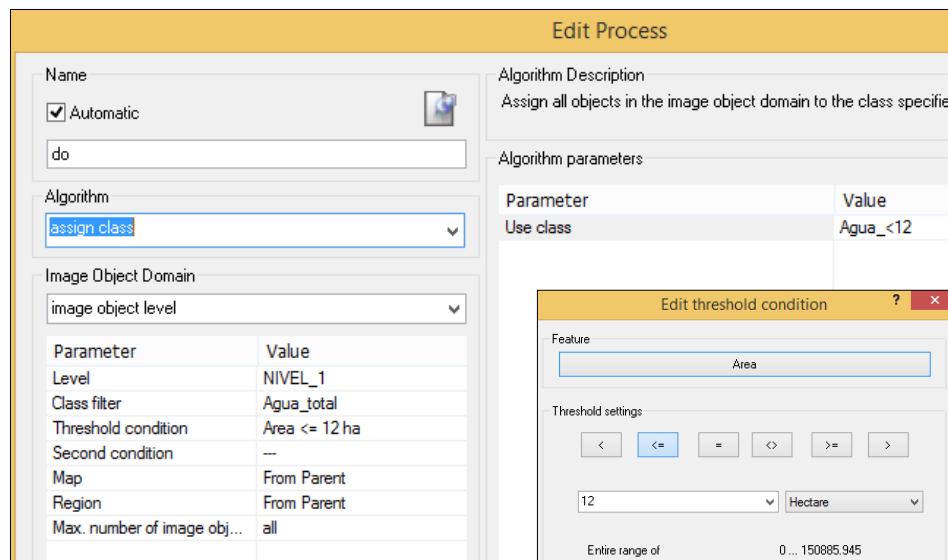 Edit Process
Name
Automatic
do
Algorithm
assign class
Image Object Domain
image object level
Parameter Value
Level NIVEL_1
Class filter Agua_total
Threshold condition Area <= 12 ha
Second condition ---
Map From Parent
Region From Parent
Max. number of image obj... all
Algorithm Description
Assign all objects in the image object domain to the class specifie
Algorithm parameters
Parameter Value
Use class Agua_<12
Edit threshold condition ? ×
Feature
Area
Threshold settings
< <= = <> >= >
12 Hectare
Entire range of 0 ... 150885.945